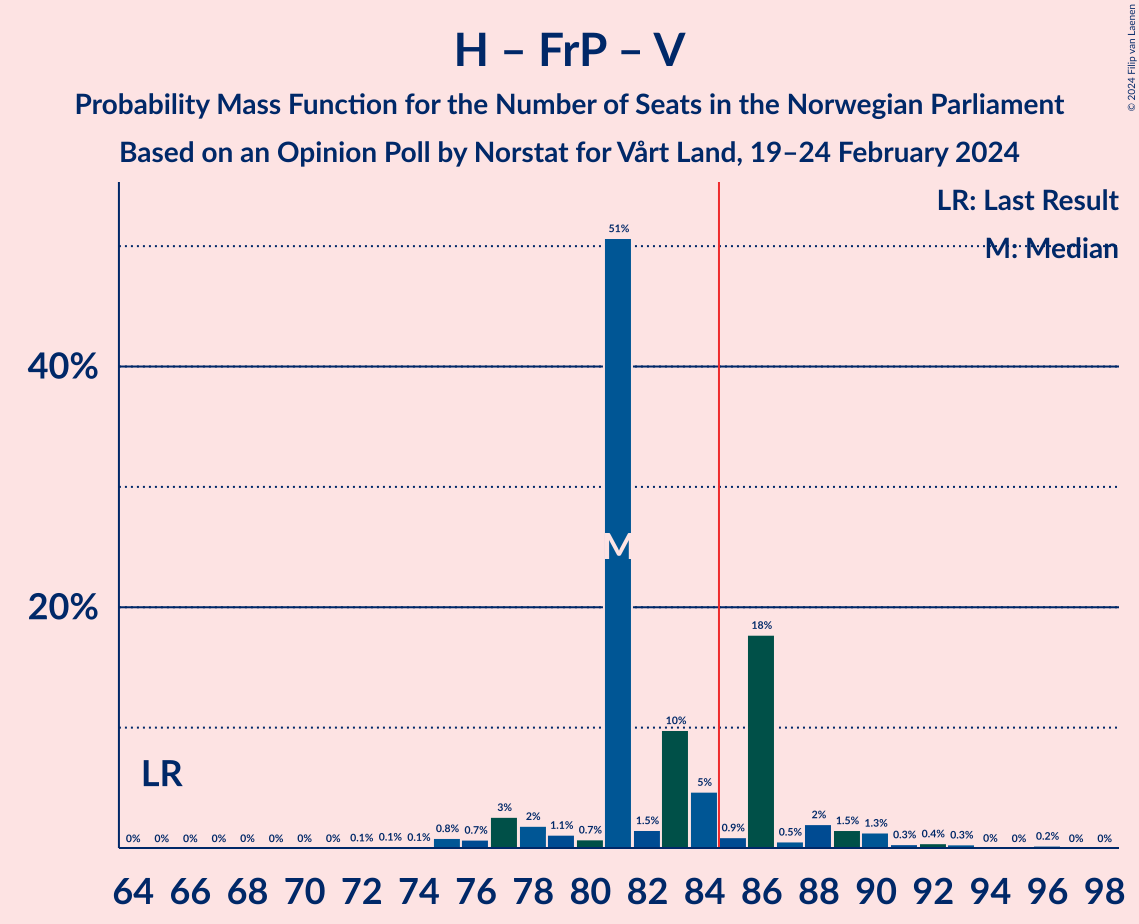 H – FrP – V
Probability Mass Function for the Number of Seats in the Norwegian Parliament
Based on an Opinion Poll by Norstat for Vårt Land, 19–24 February 2024
© 2024 Filip van Laenen
LR: Last Result
M: Median
40%
20%
LR
M
0% 0% 0% 0% 0% 0% 0% 0% 0.1% 0.1% 0.1% 0.8% 0.7% 3% 2% 1.1% 0.7% 51% 1.5% 10% 5% 0.9% 18% 0.5% 2% 1.5% 1.3% 0.3% 0.4% 0.3% 0% 0% 0.2% 0% 0%
64 66 68 70 72 74 76 78 80 82 84 86 88 90 92 94 96 98